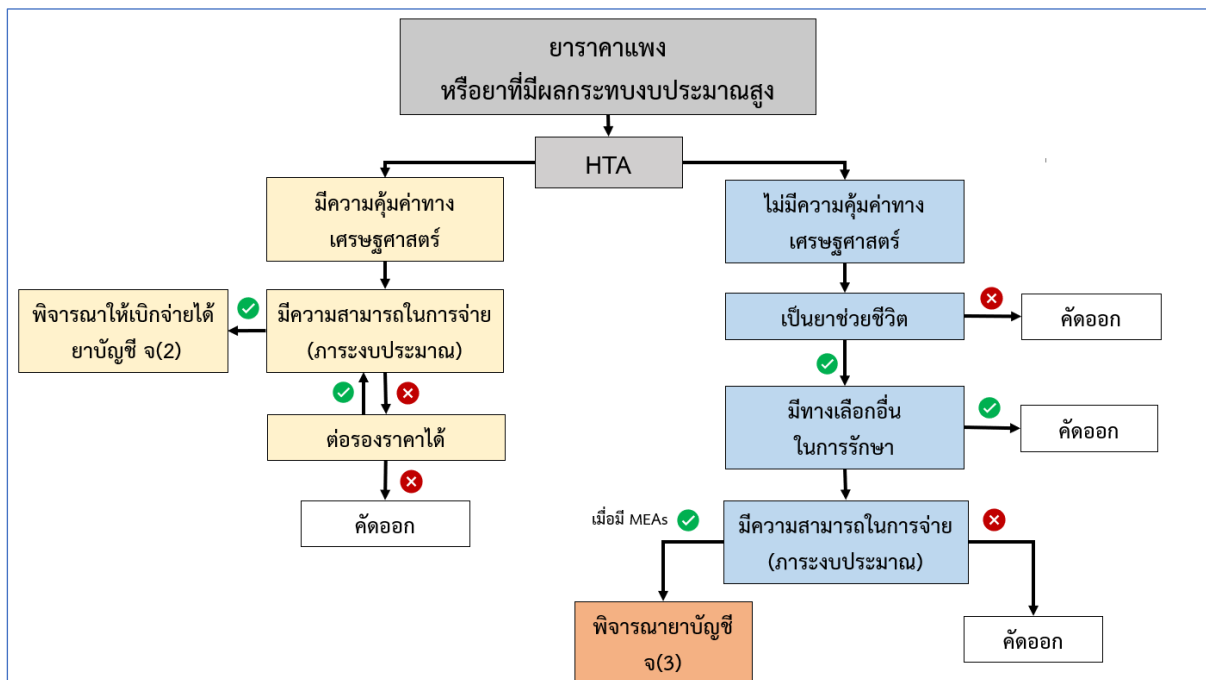 ยาราคาแพง
หรือยาที่มีผลกระทบงบประมาณสูง
HTA
มีความคุ้มค่าทาง
เศรษฐศาสตร์
ไม่มีความคุ้มค่าทาง
เศรษฐศาสตร์
พิจารณาให้เบิกจ่ายได้
ยาบัญชี จ(2)
มีความสามารถในการจ่าย
(ภาระงบประมาณ)
เป็นยาช่วยชีวิต
คัดออก
ต่อรองราคาได้
มีทางเลือกอื่น
ในการรักษา
คัดออก
คัดออก
เมื่อมี MEAs
มีความสามารถในการจ่าย
(ภาระงบประมาณ)
พิจารณายาบัญชี
จ(3)
คัดออก